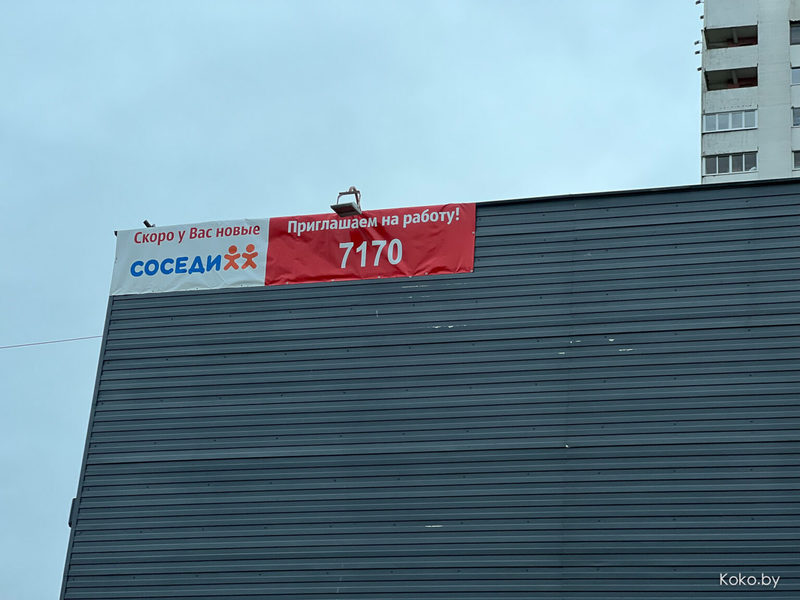 Скоро у Вас новые
СОСЕДИ
Приглашаем на работу!
7170
Koko.by